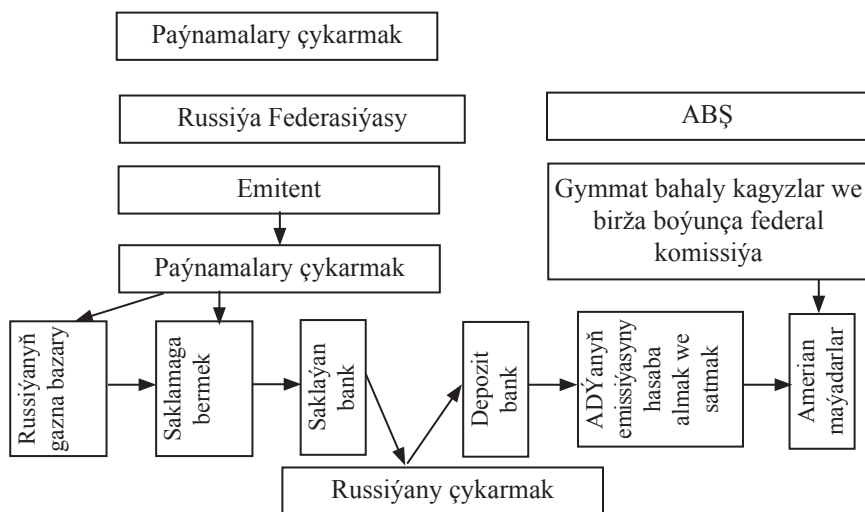 Paýnamalary çykarmak
Russiýa Federasiýasy
ABŞ
Emitent
Gymmat bahaly kagyzlar we
birža boýunça federal
komissiýa
Paýnamalary çykarmak
Russiýanyň
gazna bazary
Saklamaga
bermek
Saklaýan
bank
Depozit
bank
ADÝanyň
emissiýasyny
hasaba
almak we
satmak
Amerian
maýadarlar
Russiýany çykarmak